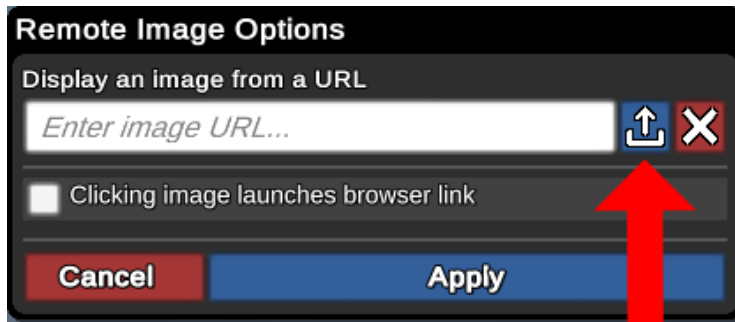 Remote Image Options
Display an image from a URL
Enter image URL...
Clicking image launches browser link
Cancel Apply